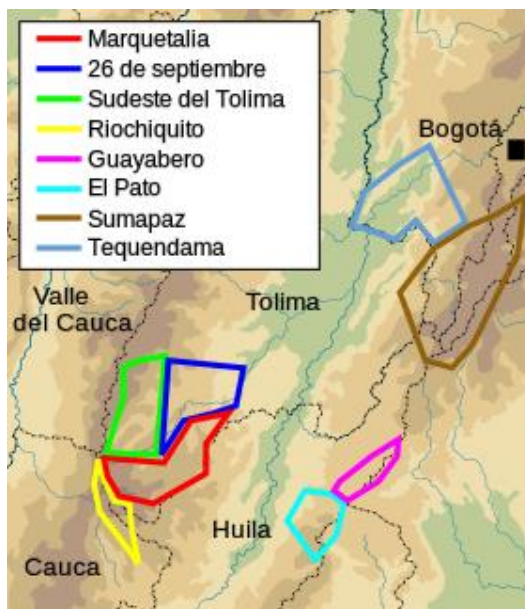 Marquetalia
26 de septiembre
Sudeste del Tolima
Riochiquito
Guayabero
El Pato
Sumapaz
Tequendama
Bogotá
Valle
del Cauca
Tolima
Huila
Cauca